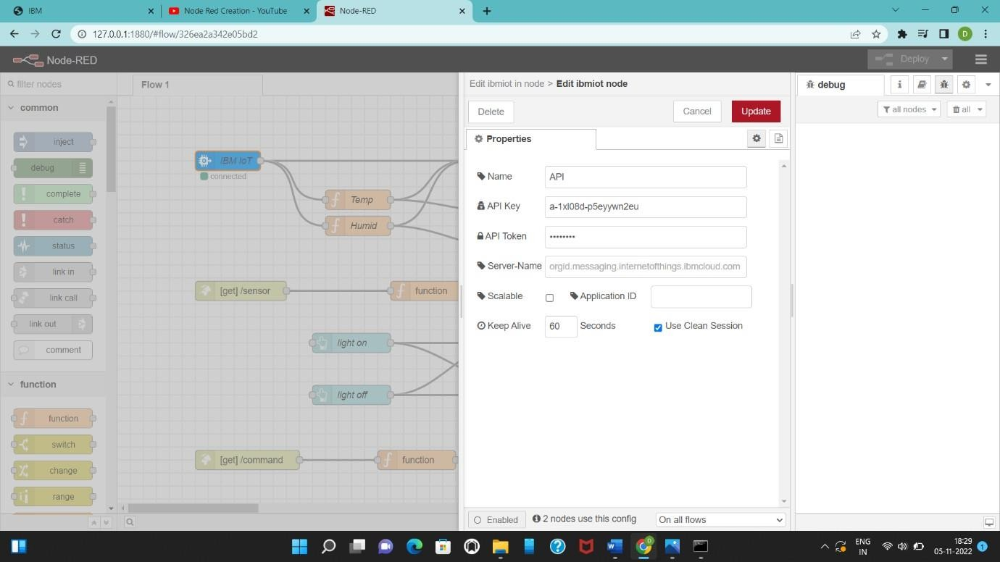 IBM
Node Red Creation - YouTube
Node-RED
127.0.0.1:1880/#flow/326ea2a342e05bd2
D
Node-RED
Deploy
filter nodes
Flow 1
Edit ibmiot in node > Edit ibmiot node
debug
i
common
Delete
Cancel
Update
all nodes
all
inject
Properties
debug
IBM IoT
connected
Name
API
complete
Temp
API Key
a-1xl08d-p5eyywn2eu
catch
Humid
API Token
••••••••
status
link in
Server-Name
orgid.messaging.internetofthings.ibmcloud.com
link call
[get] /sensor
function
Scalable
Application ID
link out
Keep Alive
60
Seconds
Use Clean Session
comment
light on
function
light off
function
switch
change
[get] /command
function
range
Enabled
2 nodes use this config
On all flows
ENG
IN
18:29
05-11-2022
1